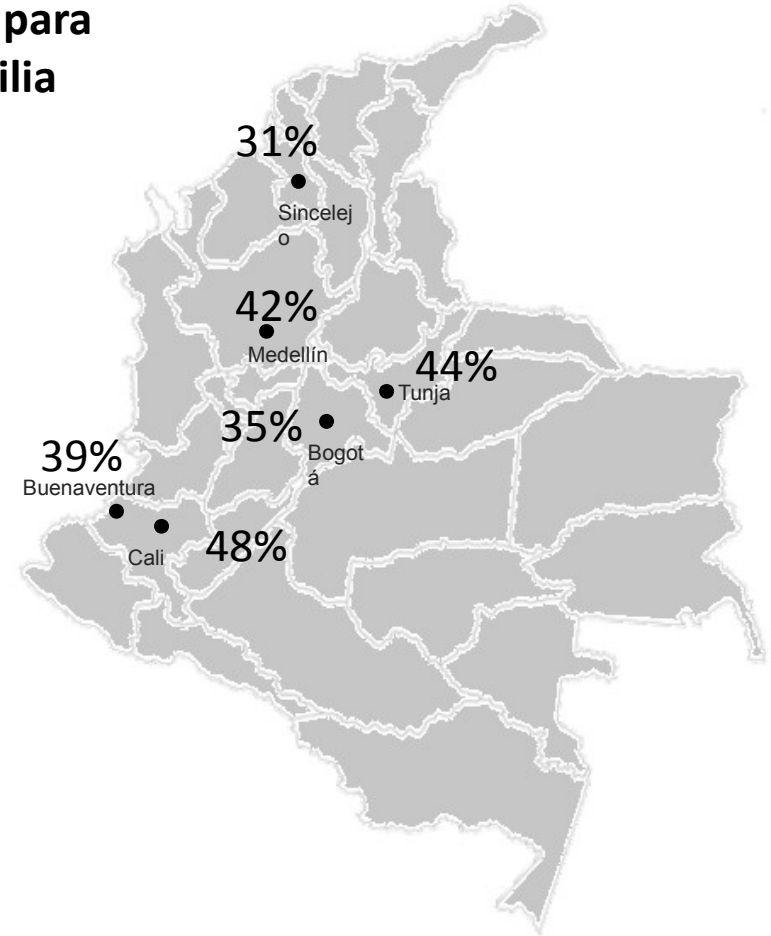 para
ilia
31%
Sincelej
o
42%
Medellín
44%
Tunja
35%
Bogot
á
39%
Buenaventura
Cali
48%